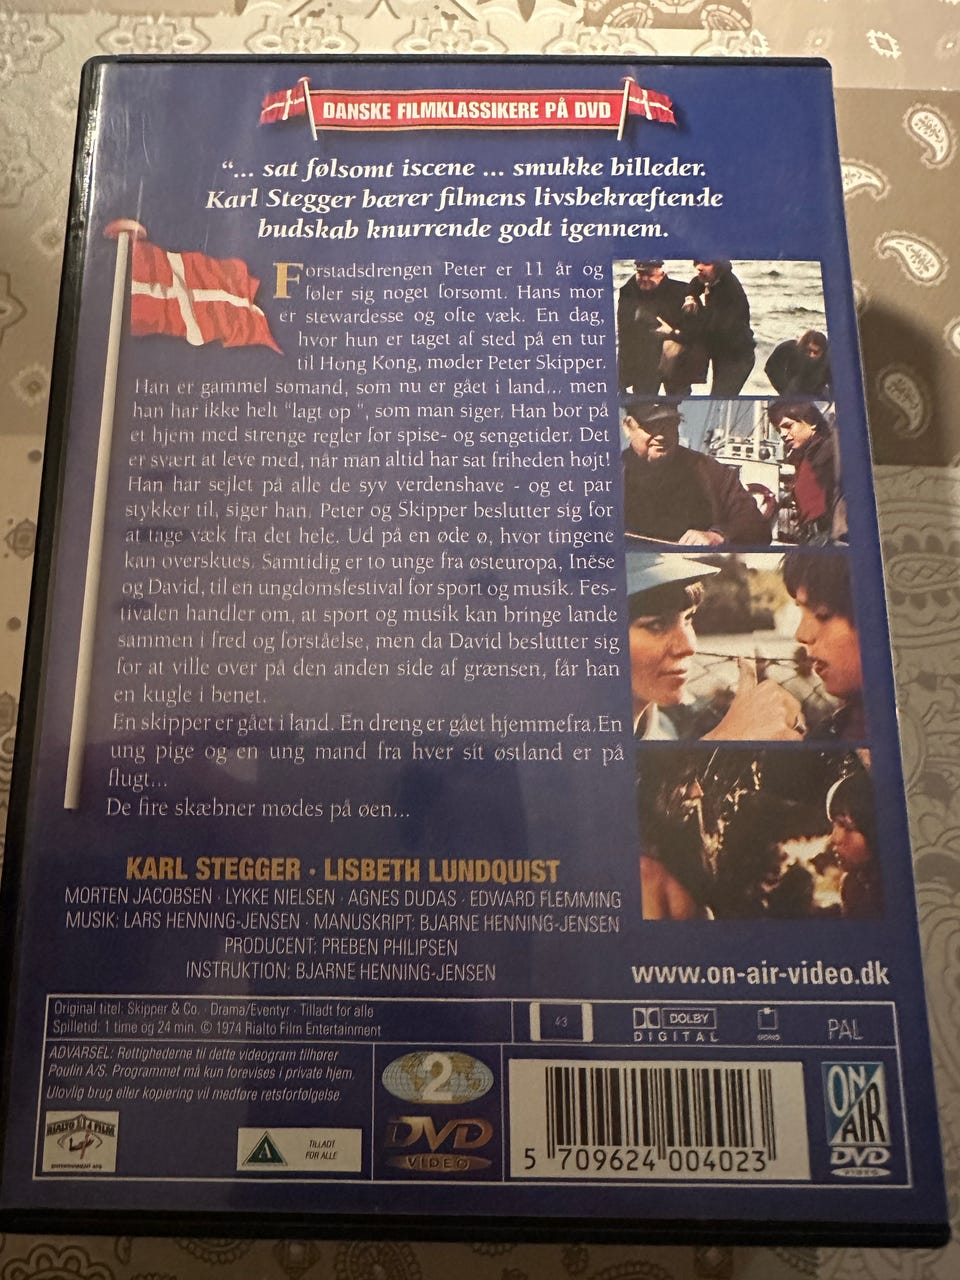 DANSKE FILMKLASSIKERE PÅ DVD
“... sat følsomt iscene ... smukke billeder.
Karl Stegger bærer filmens livsbekræftende
budskab knurrende godt igennem.
Forstadsdrengen Peter er 11 år og
føler sig noget forsømt. Hans mor
er stewardesse og ofte væk. En dag,
hvor hun er taget af sted på en tur
til Hong Kong, møder Peter Skipper.
Han er gammel sømand, som nu er gået i land... men
han har ikke helt "lagt op ", som man siger. Han bor på
et hjem med strenge regler for spise- og sengetider. Det
er svært at leve med, når man altid har sat friheden højt!
Han har sejlet på alle de syv verdenshave - og et par
stykker til, siger han. Peter og Skipper beslutter sig for
at tage væk fra det hele. Ud på en øde ø, hvor tingene
kan overskues. Samtidig er to unge fra østeuropa, Inèse
og David, til en ungdomsfestival for sport og musik. Fes-
tivalen handler om, at sport og musik kan bringe lande
sammen i fred og forståelse, men da David beslutter sig
for at ville over på den anden side af grænsen, får han
en kugle i benet.
En skipper er gået i land. En dreng er gået hjemmefra.En
ung pige og en ung mand fra hver sit østland er på
flugt...
De fire skæbner mødes på øen...
KARL STEGGER · LISBETH LUNDQUIST
MORTEN JACOBSEN · LYKKE NIELSEN · AGNES DUDAS · EDWARD FLEMMING
MUSIK: LARS HENNING-JENSEN · MANUSKRIPT: BJARNE HENNING-JENSEN
PRODUCENT: PREBEN PHILIPSEN
INSTRUKTION: BJARNE HENNING-JENSEN
www.on-air-video.dk
Original titel: Skipper & Co. · Drama/Eventyr · Tilladt for alle
Spilletid: 1 time og 24 min. © 1974 Rialto Film Entertainment
4:3
DOLBY
DIGITAL
PAL
ADVARSEL: Rettighederne til dette videogram tilhører
Poulin A/S. Programmet må kun forevises i private hjem.
Ulovlig brug eller kopiering vil medføre retsforfølgelse.
RIALTO FILM
A
TILLADT
FOR ALLE
2
DVD
VIDEO
5 709624 004023
ON
AIR
DVD
VIDEO